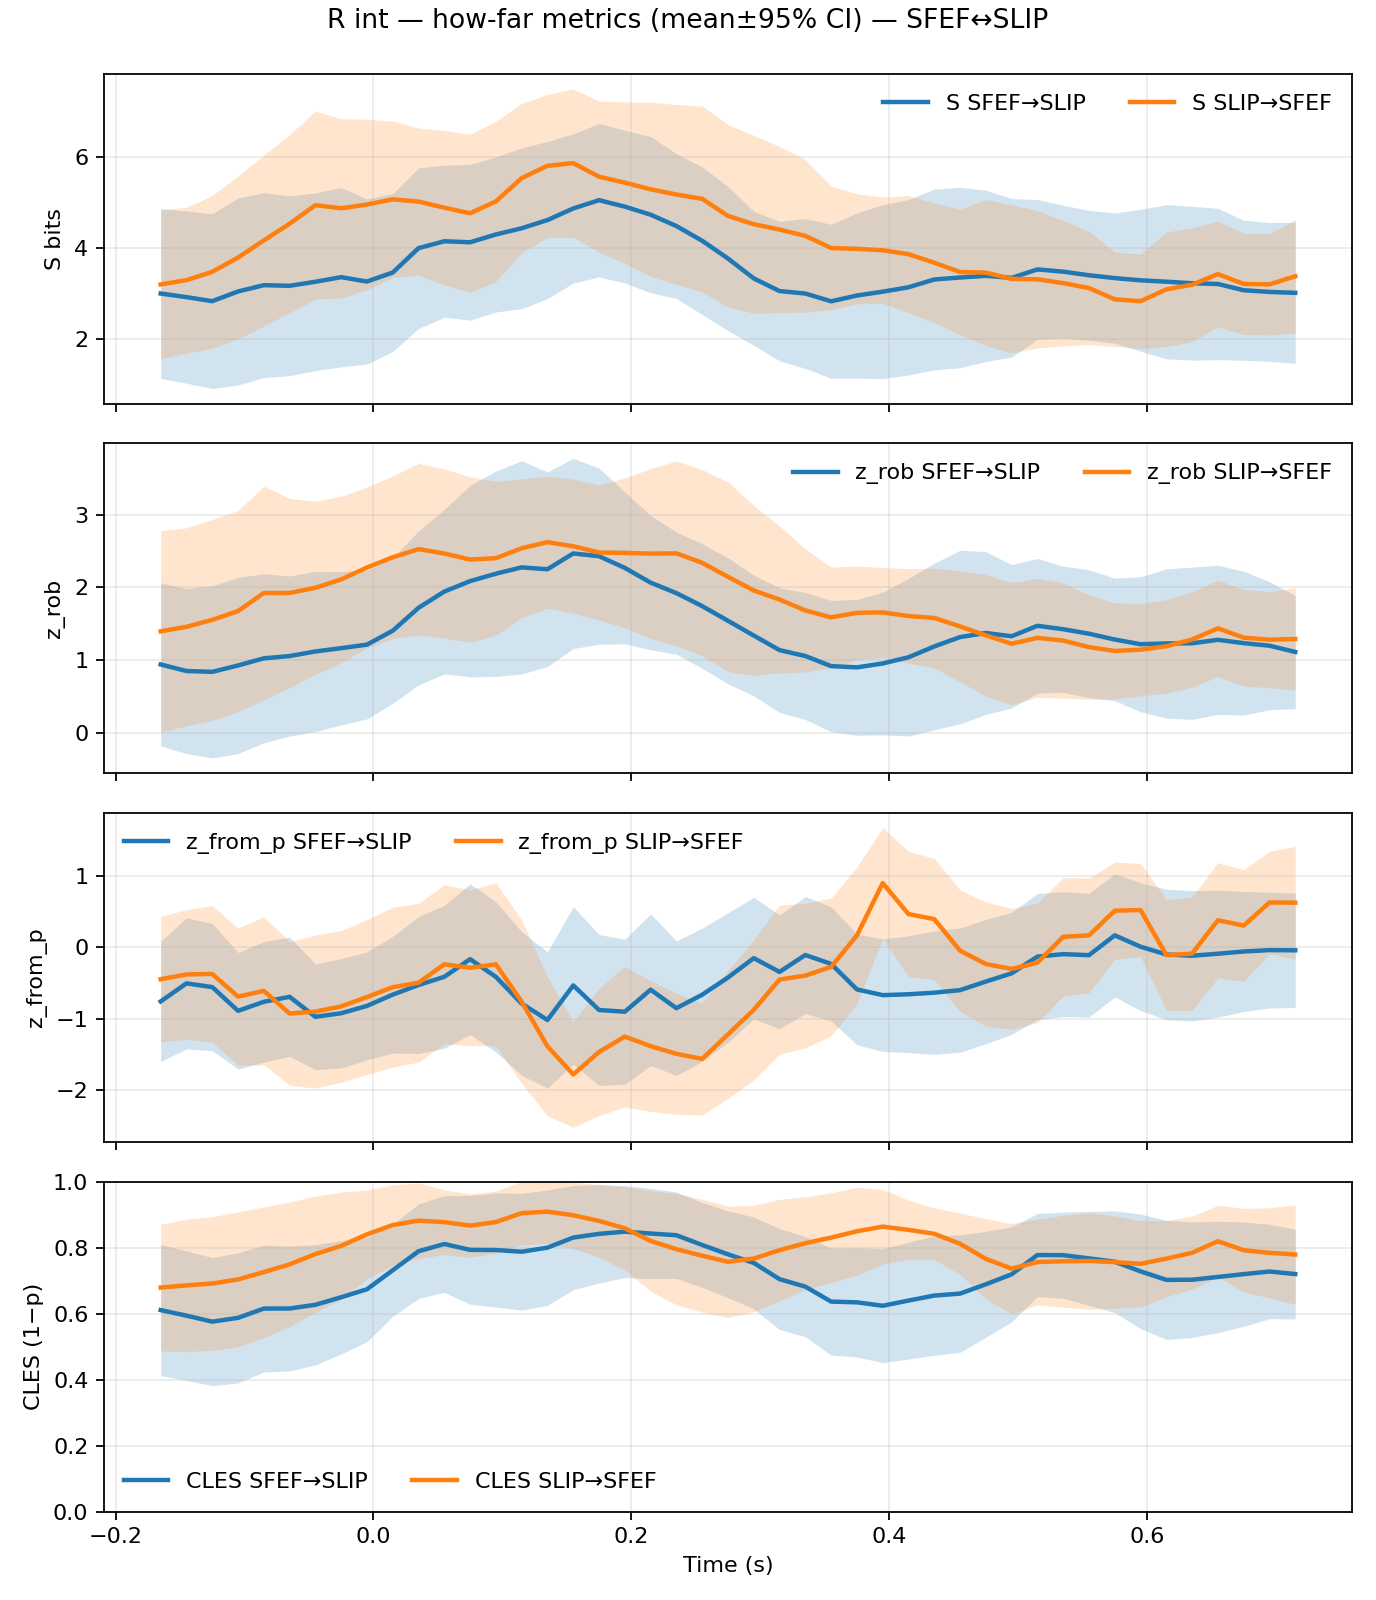 R int — how-far metrics (mean±95% CI) — SFEF↔SLIP
S SFEF→SLIP S SLIP→SFEF
6
4
2
S bits
z_rob SFEF→SLIP z_rob SLIP→SFEF
3
2
1
0
z_rob
z_from_p SFEF→SLIP z_from_p SLIP→SFEF
1
0
−1
−2
z_from_p
1.0
0.8
0.6
0.4
0.2
0.0
CLES (1−p)
CLES SFEF→SLIP CLES SLIP→SFEF
−0.2 0.0 0.2 0.4 0.6
Time (s)